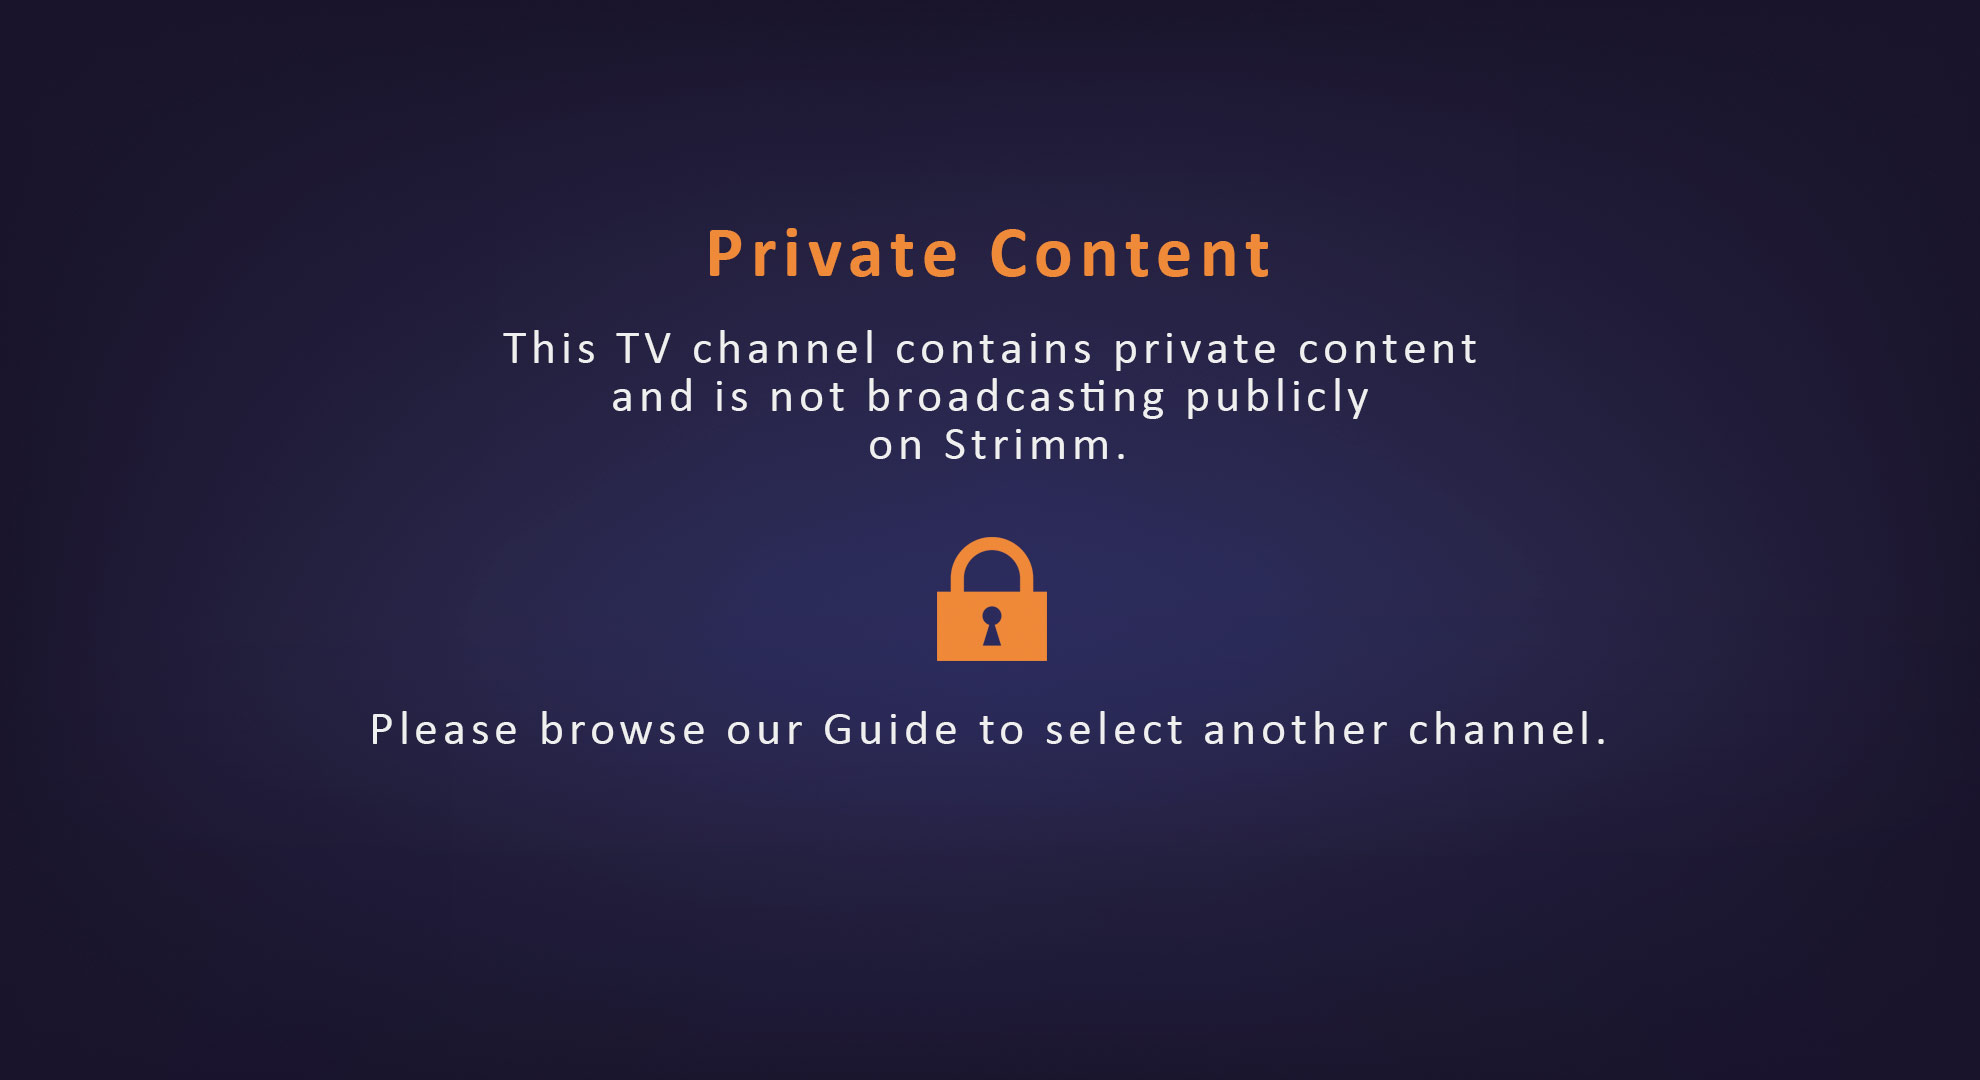 Private Content
This TV channel contains private content
and is not broadcasting publicly
on Strimm.
Please browse our Guide to select another channel.